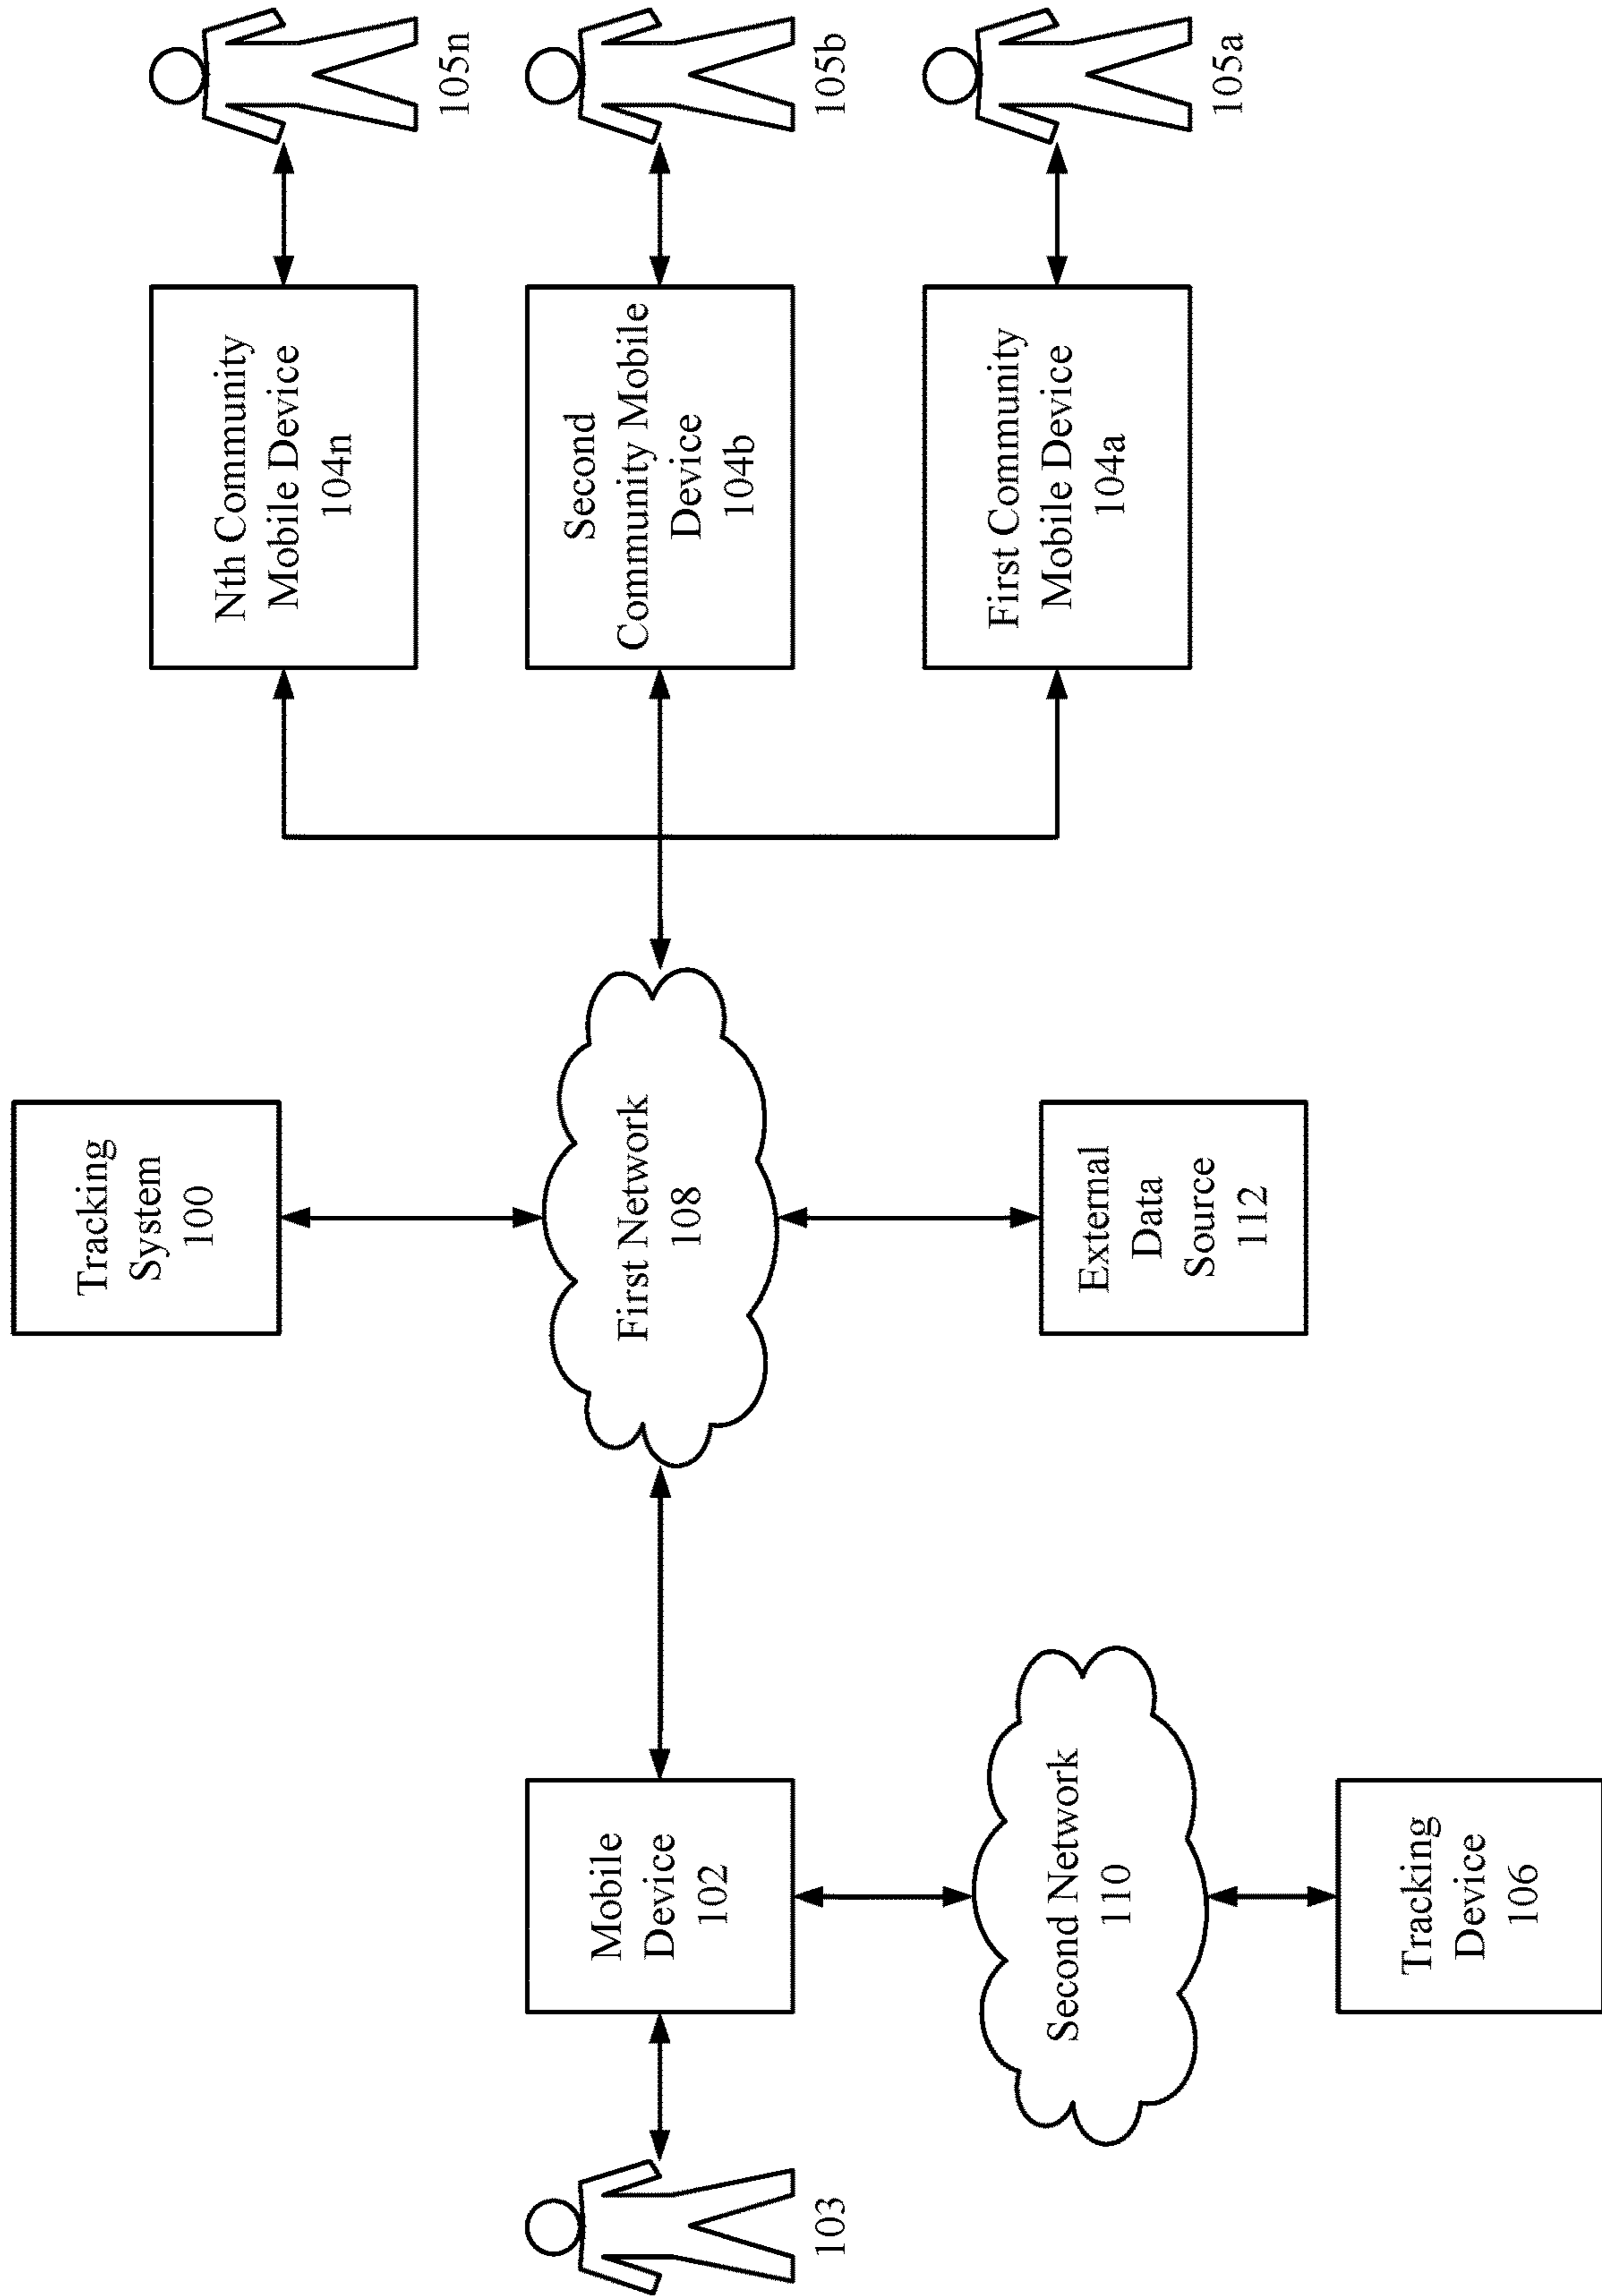 Tracking
System
100
Nth Community
Mobile Device
104n
105n
103
Mobile
Device
102
First Network
108
Second
Community Mobile
Device
104b
105b
Second Network
110
External
Data
Source
112
First Community
Mobile Device
104a
105a
Tracking
Device
106